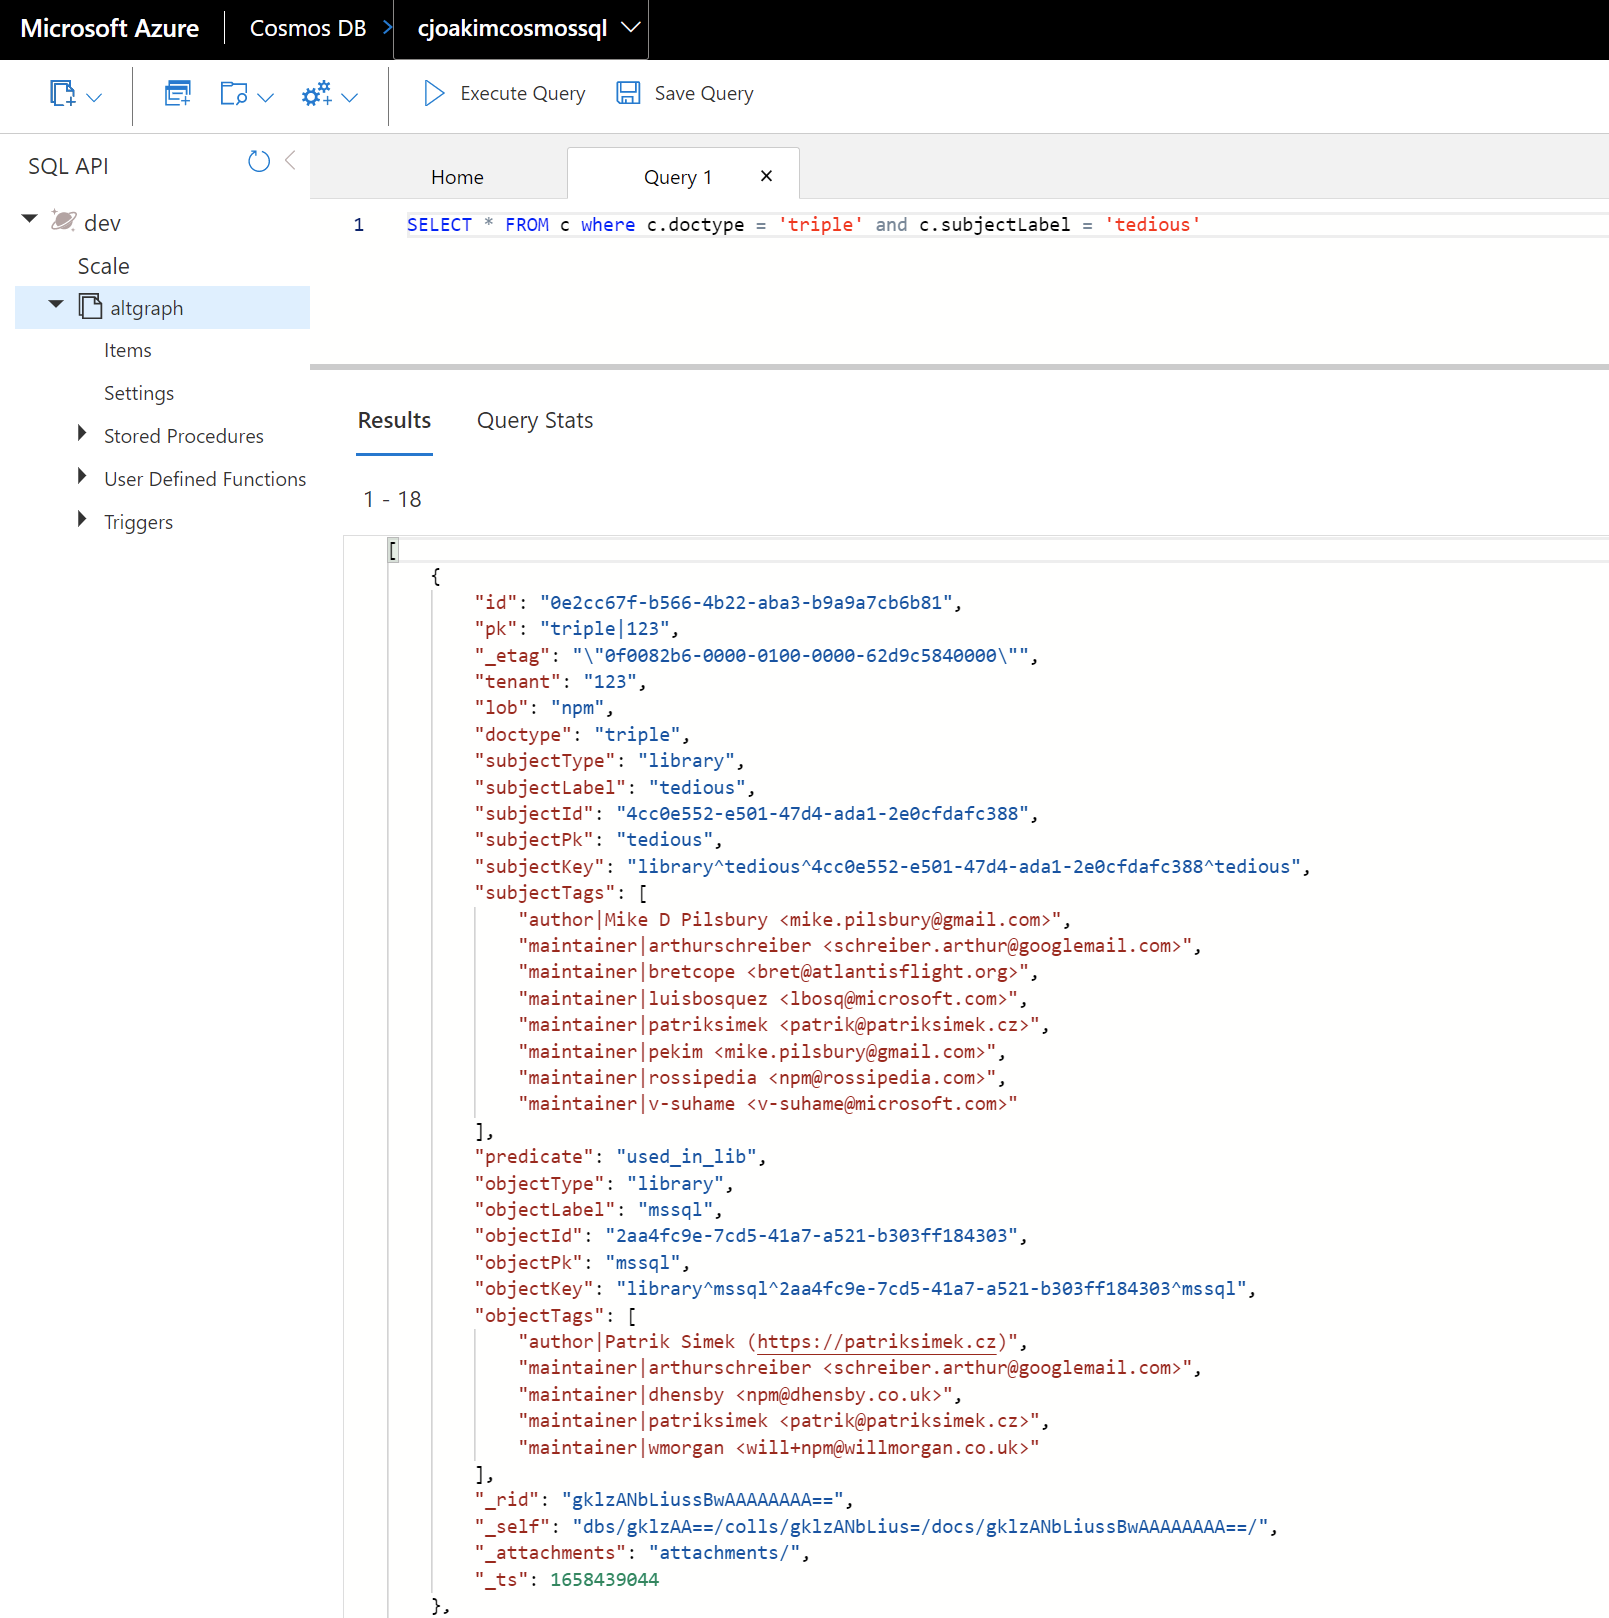 Microsoft Azure
Cosmos DB > cjoakimcosmossql
Execute Query
Save Query
SQL API
Home
Query 1
dev
1 SELECT * FROM c where c.doctype = 'triple' and c.subjectLabel = 'tedious'
Scale
altgraph
Items
Settings
Stored Procedures
User Defined Functions
Triggers
Results
Query Stats
1 - 18
[
{
"id": "0e2cc67f-b566-4b22-aba3-b9a9a7cb6b81",
"pk": "triple|123",
"_etag": "\"0f0082b6-0000-0100-0000-62d9c5840000\"",
"tenant": "123",
"lob": "npm",
"doctype": "triple",
"subjectType": "library",
"subjectLabel": "tedious",
"subjectId": "4cc0e552-e501-47d4-ada1-2e0cfdafc388",
"subjectPk": "tedious",
"subjectKey": "library^tedious^4cc0e552-e501-47d4-ada1-2e0cfdafc388^tedious",
"subjectTags": [
"author|Mike D Pilsbury <mike.pilsbury@gmail.com>",
"maintainer|arthurschreiber <schreiber.arthur@googlemail.com>",
"maintainer|bretcope <bret@atlantisflight.org>",
"maintainer|luisbosquez <lbosq@microsoft.com>",
"maintainer|patriksimek <patrik@patriksimek.cz>",
"maintainer|pekim <mike.pilsbury@gmail.com>",
"maintainer|rossipedia <npm@rossipedia.com>",
"maintainer|v-suhame <v-suhame@microsoft.com>"
],
"predicate": "used_in_lib",
"objectType": "library",
"objectLabel": "mssql",
"objectId": "2aa4fc9e-7cd5-41a7-a521-b303ff184303",
"objectPk": "mssql",
"objectKey": "library^mssql^2aa4fc9e-7cd5-41a7-a521-b303ff184303^mssql",
"objectTags": [
"author|Patrik Simek (https://patriksimek.cz)",
"maintainer|arthurschreiber <schreiber.arthur@googlemail.com>",
"maintainer|dhensby <npm@dhensby.co.uk>",
"maintainer|patriksimek <patrik@patriksimek.cz>",
"maintainer|wmorgan <will+npm@willmorgan.co.uk>"
],
"_rid": "gklzANbLiussBwAAAAAAAA==",
"_self": "dbs/gklzAA==/colls/gklzANbLius=/docs/gklzANbLiussBwAAAAAAAA==/",
"_attachments": "attachments/",
"_ts": 1658439044
},